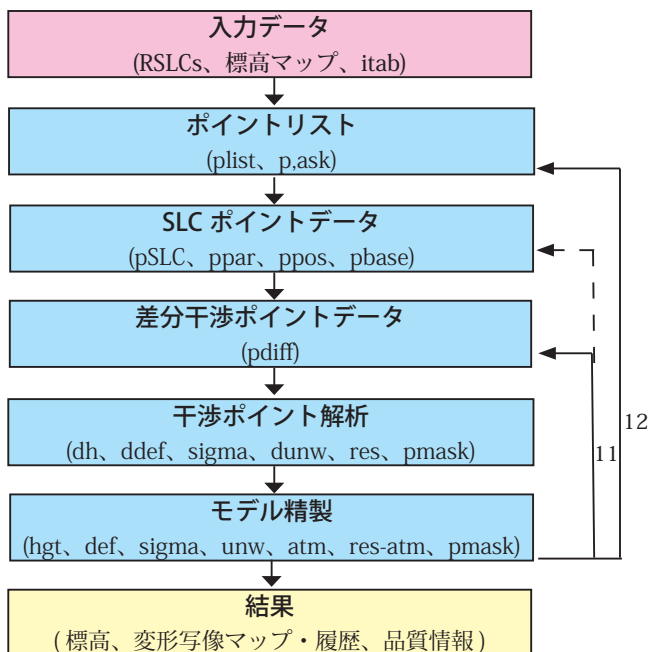 入力データ
(RSLCs、標高マップ、itab)
ポイントリスト
(plist、p,ask)
SLC ポイントデータ
(pSLC、ppar、ppos、pbase)
差分干渉ポイントデータ
(pdiff)
干渉ポイント解析
(dh、ddef、sigma、dunw、res、pmask)
モデル精製
(hgt、def、sigma、unw、atm、res-atm、pmask)
結果
( 標高、変形写像マップ・履歴、品質情報 )
12
11